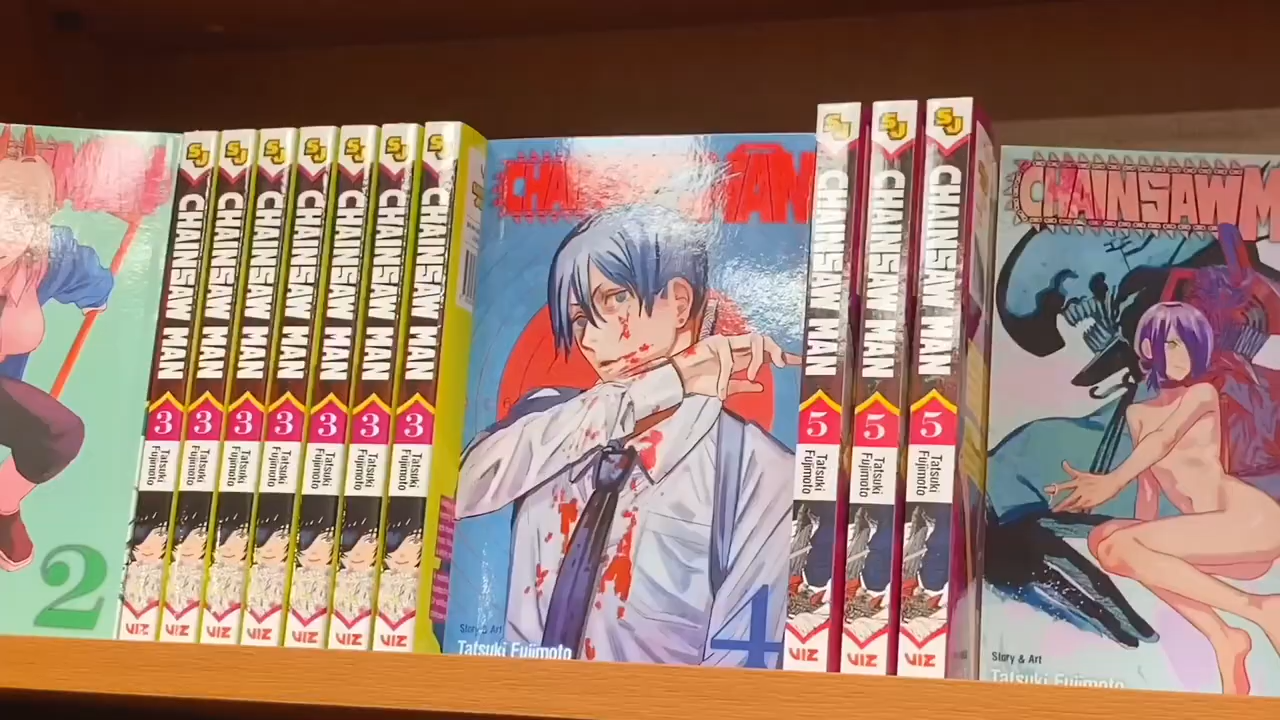 2
SJ
CHAINSAW MAN
3
Tatsuki
Fujimoto
VIZ
SJ
CHAINSAW MAN
3
Tatsuki
Fujimoto
VIZ
SJ
CHAINSAW MAN
3
Tatsuki
Fujimoto
VIZ
SJ
CHAINSAW MAN
3
Tatsuki
Fujimoto
VIZ
SJ
CHAINSAW MAN
3
Tatsuki
Fujimoto
VIZ
SJ
CHAINSAW MAN
3
Tatsuki
Fujimoto
VIZ
SJ
CHAINSAW MAN
3
Tatsuki
Fujimoto
VIZ
CHA MAN
4
Story & Art
Tatsuki Fujimoto
SJ
CHAINSAW MAN
5
Tatsuki
Fujimoto
VIZ
SJ
CHAINSAW MAN
5
Tatsuki
Fujimoto
VIZ
SJ
CHAINSAW MAN
5
Tatsuki
Fujimoto
VIZ
CHAINSAW M
Story & Art
Tatsuki Fujimoto